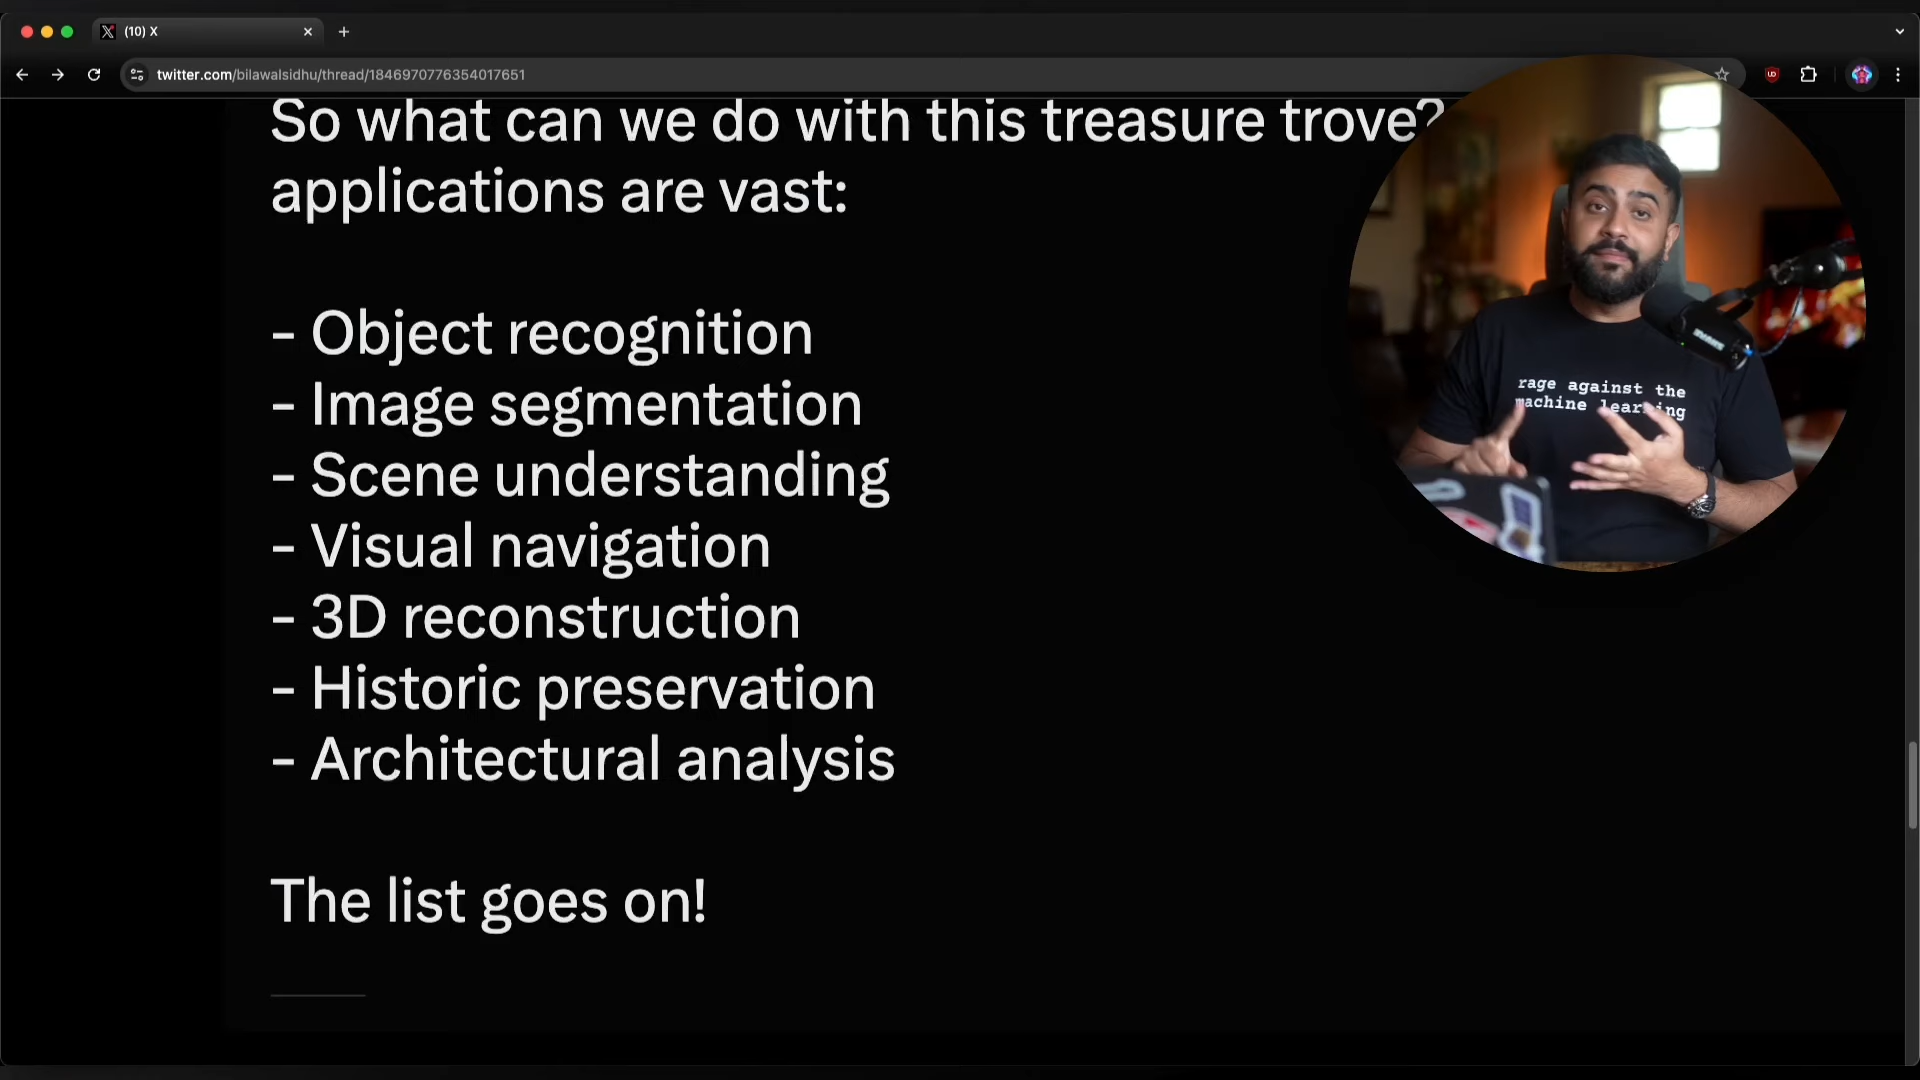 (10) X
twitter.com/bilawalsidhu/thread/1846970776354017651
So what can we do with this treasure trove?
applications are vast:
- Object recognition
- Image segmentation
- Scene understanding
- Visual navigation
- 3D reconstruction
- Historic preservation
- Architectural analysis
The list goes on!
rage against the
machine learning